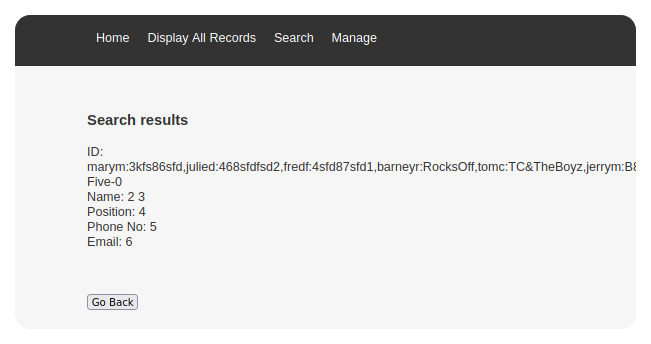 Home Display All Records Search Manage
Search results
ID:
marym:3kfs86sfd,julied:468sfdfsd2,fredf:4sfd87sfd1,barneyr:RocksOff,tomc:TC&TheBoyz,jerrym:B8
Five-0
Name: 2 3
Position: 4
Phone No: 5
Email: 6
Go Back